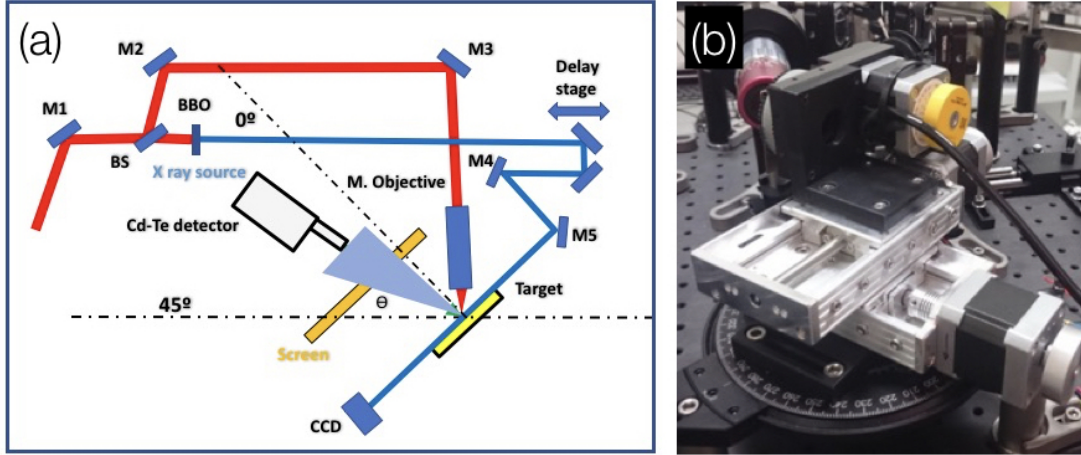 (a)
(b)
M2
M3
Delay
stage
M1
BBO
0º
BS
M4
X ray source
M. Objective
Cd-Te detector
M5
Target
45º
Θ
Screen
CCD